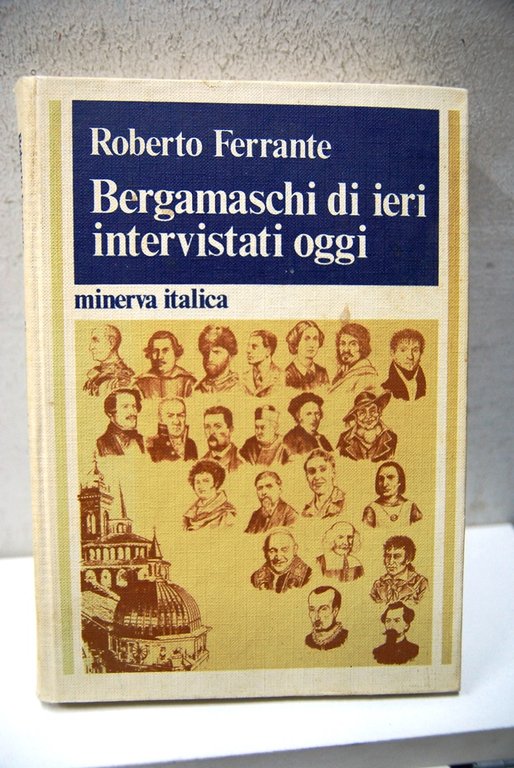 Roberto Ferrante
Bergamaschi di ieri
intervistati oggi
minerva italica